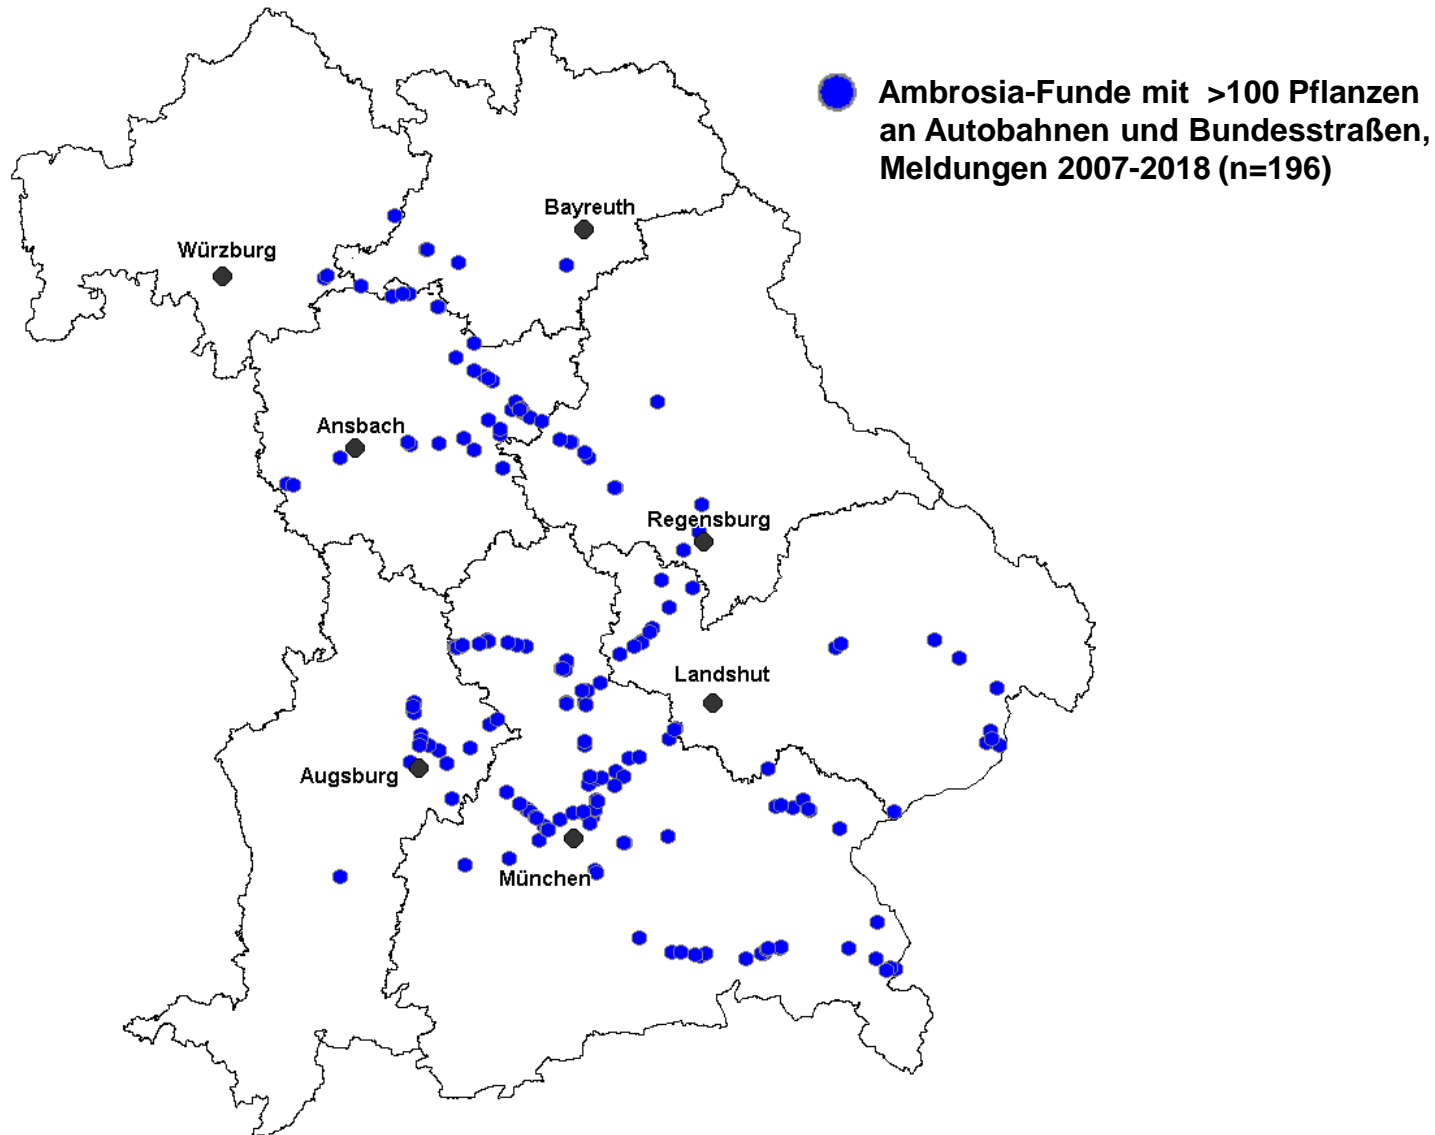 Ambrosia-Funde mit >100 Pflanzen
an Autobahnen und Bundesstraßen,
Meldungen 2007-2018 (n=196)
Bayreuth
Würzburg
Ansbach
Regensburg
Landshut
Augsburg
München